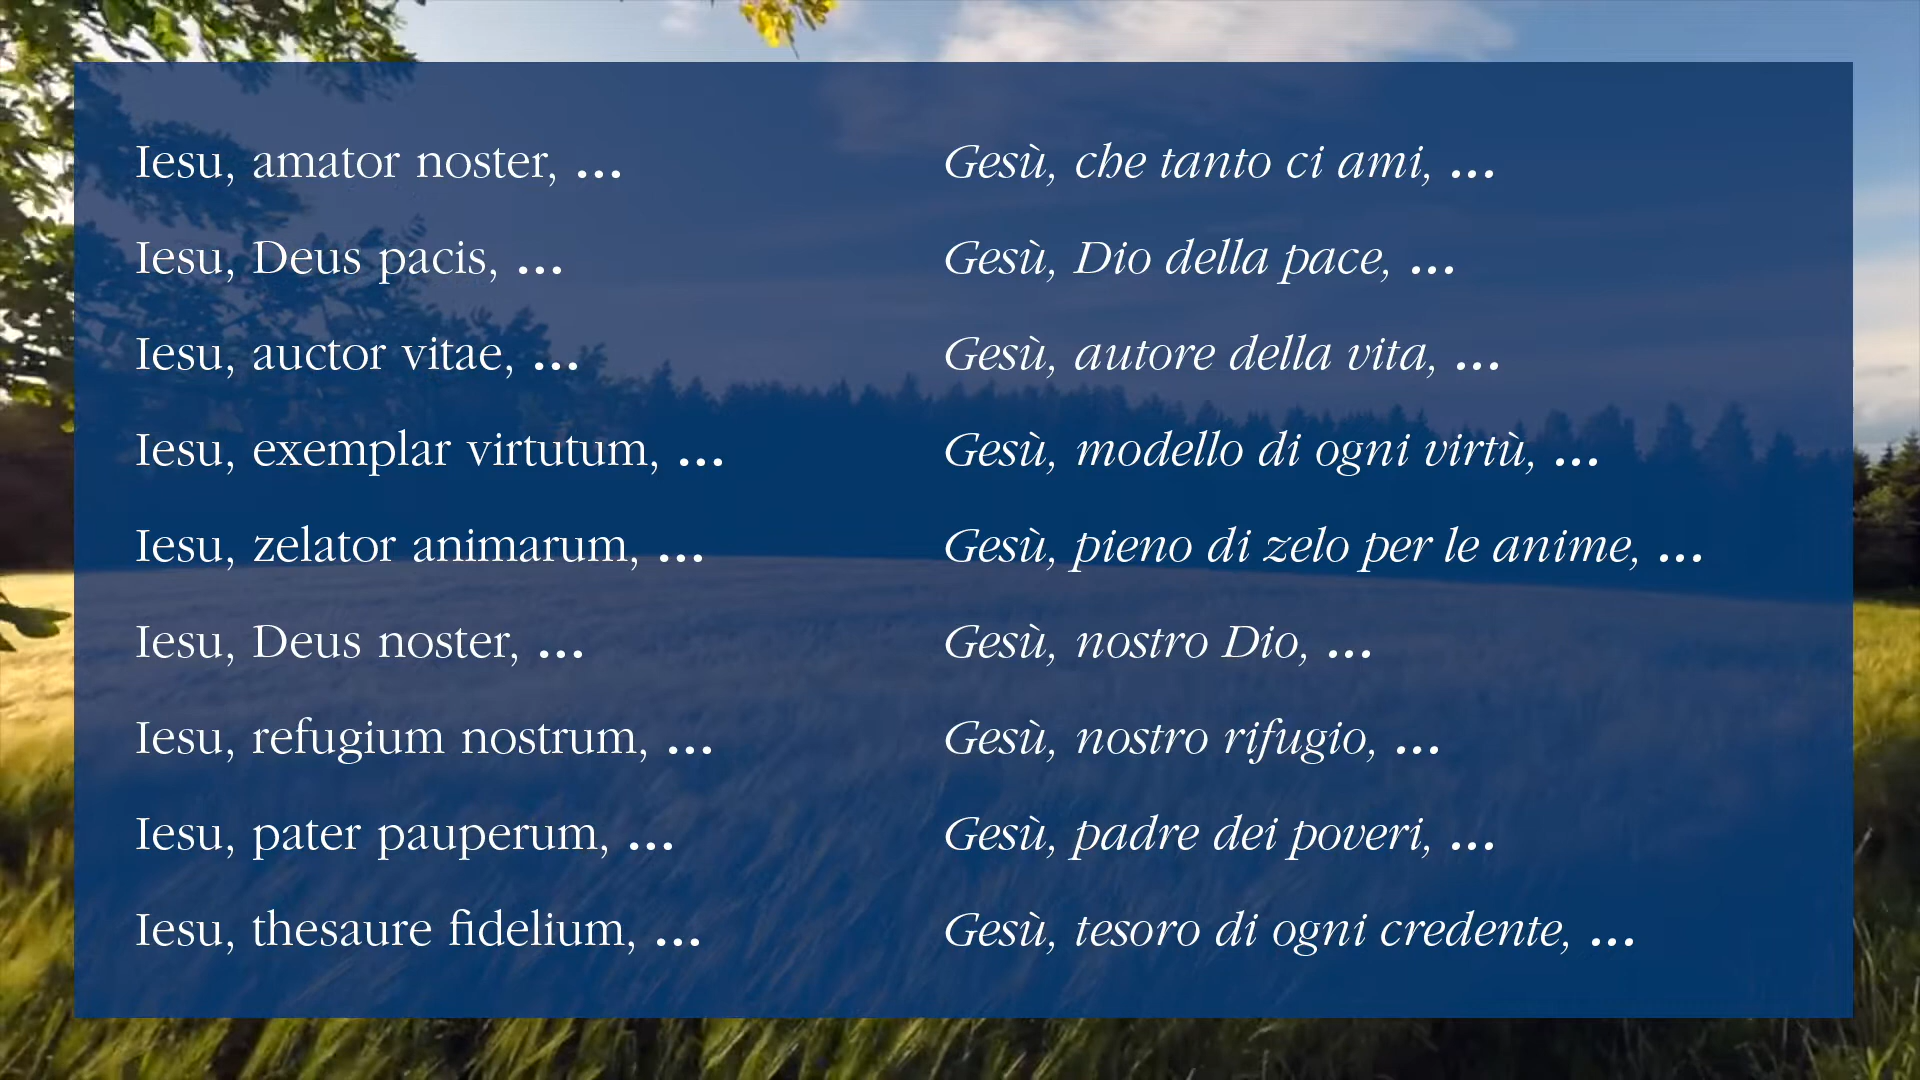 Iesu, amator noster, ...
Gesù, che tanto ci ami, ...
Iesu, Deus pacis, ...
Gesù, Dio della pace, ...
Iesu, auctor vitae, ...
Gesù, autore della vita, ...
Iesu, exemplar virtutum, ...
Gesù, modello di ogni virtù, ...
Iesu, zelator animarum, ...
Gesù, pieno di zelo per le anime, ...
Iesu, Deus noster, ...
Gesù, nostro Dio, ...
Iesu, refugium nostrum, ...
Gesù, nostro rifugio, ...
Iesu, pater pauperum, ...
Gesù, padre dei poveri, ...
Iesu, thesaure fidelium, ...
Gesù, tesoro di ogni credente, ...